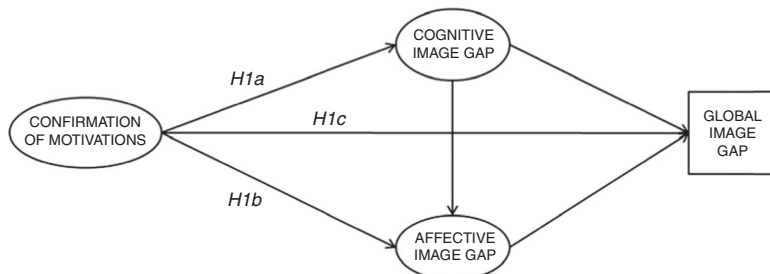 COGNITIVE
IMAGE GAP
H1a
CONFIRMATION
OF MOTIVATIONS
H1c
GLOBAL
IMAGE
GAP
H1b
AFFECTIVE
IMAGE GAP